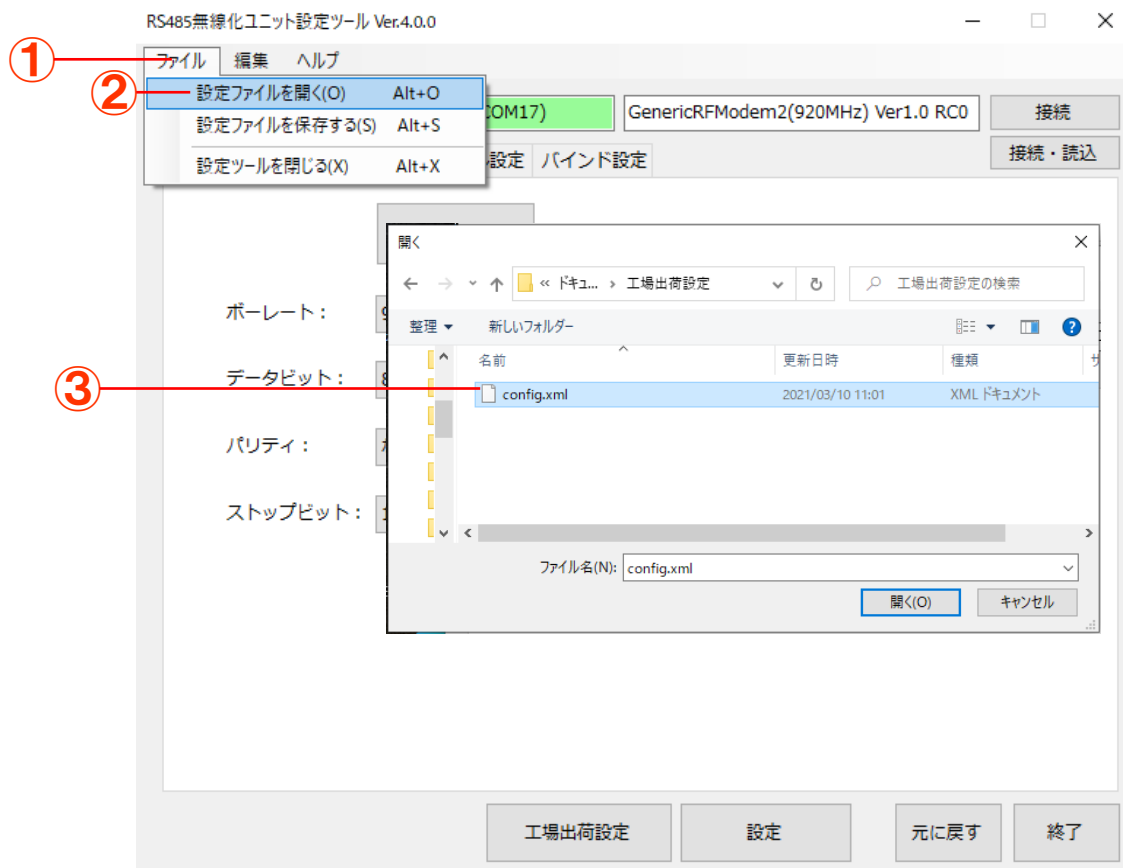 RS485無線化ユニット設定ツール Ver.4.0.0
① ファイル 編集 ヘルプ
② 設定ファイルを開く(O) Alt+O
設定ファイルを保存する(S) Alt+S
設定ツールを閉じる(X) Alt+X
COM17) GenericRFModem2(920MHz) Ver1.0 RC0 接続
設定 バインド設定 接続・読込
開く
« ドキュ... › 工場出荷設定 工場出荷設定の検索
整理 新しいフォルダー
名前 更新日時 種類 サ
③ config.xml 2021/03/10 11:01 XML ドキュメント
ボーレート：
データビット：
パリティ：
ストップビット：
ファイル名(N): config.xml
開く(O) キャンセル
工場出荷設定 設定 元に戻す 終了